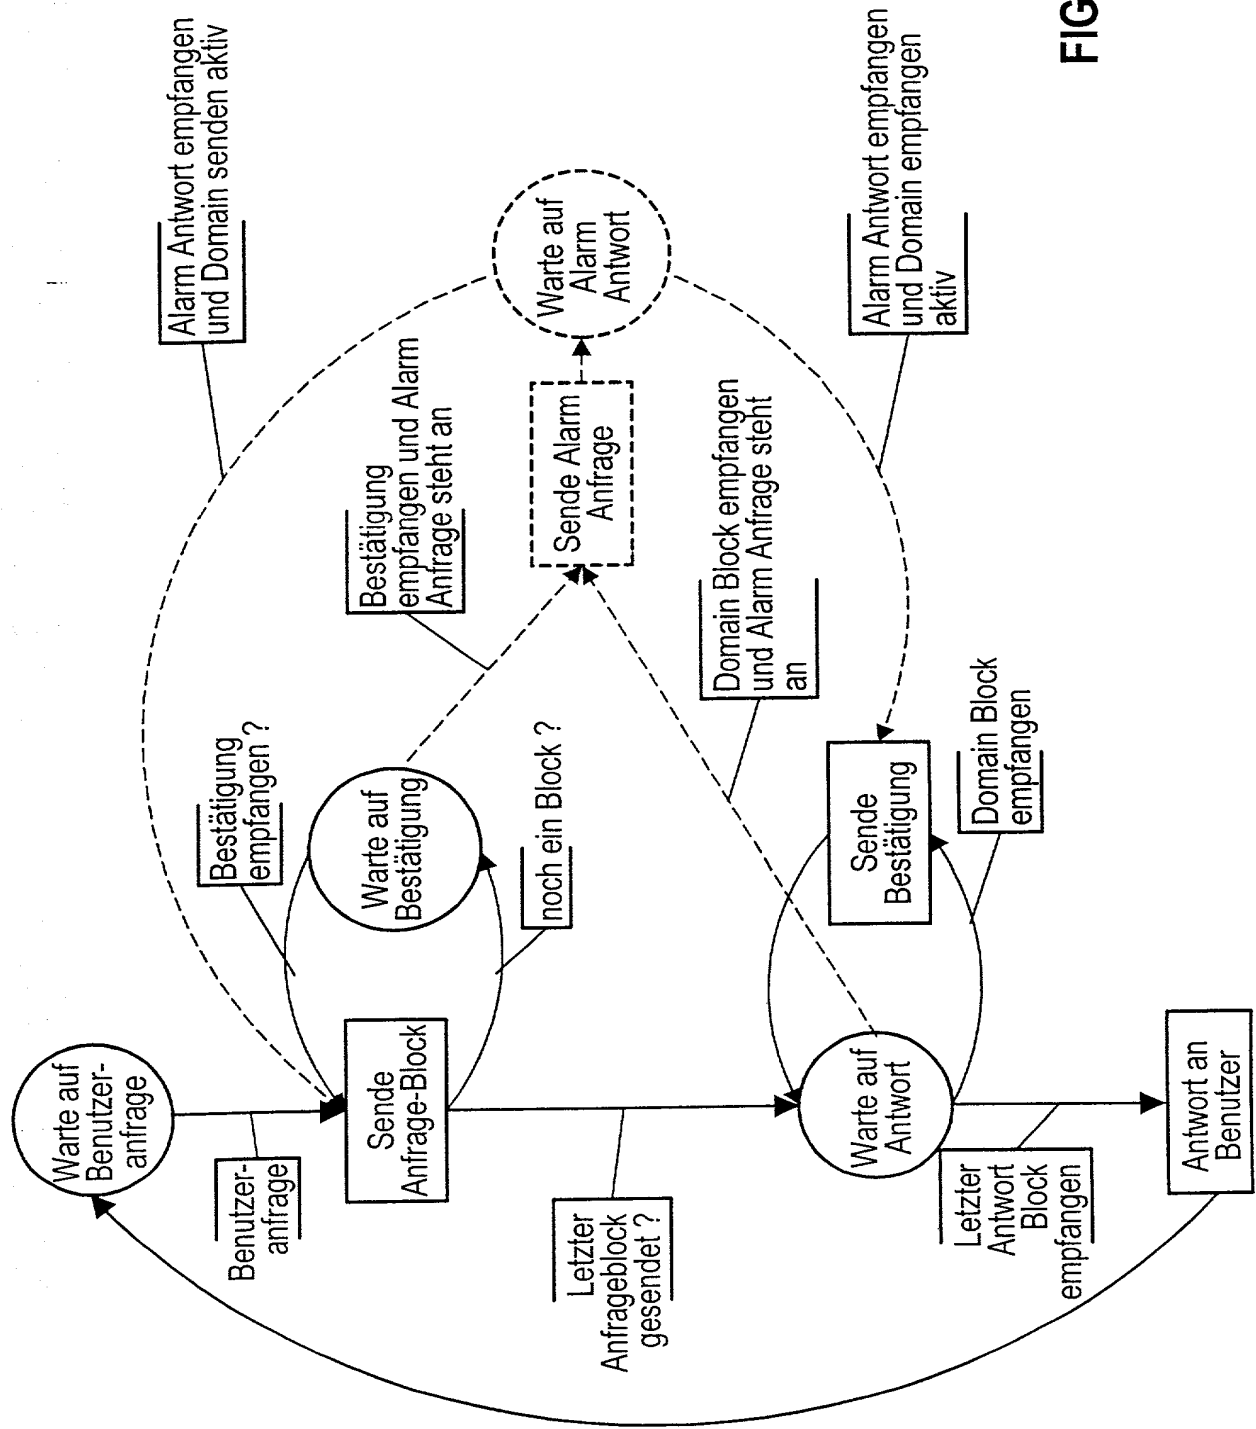 Warte auf
Benutzer-
anfrage
Benutzer-
anfrage
Sende
Anfrage-Block
Bestätigung
empfangen ?
Warte auf
Bestätigung
noch ein Block ?
Alarm Antwort empfangen
und Domain senden aktiv
Bestätigung
empfangen und Alarm
Anfrage steht an
Sende Alarm
Anfrage
Warte auf
Alarm
Antwort
Letzter
Anfrageblock
gesendet ?
Domain Block empfangen
und Alarm Anfrage steht
an
Warte auf
Antwort
Sende
Bestätigung
Alarm Antwort empfangen
und Domain empfangen
aktiv
Domain Block
empfangen
Letzter
Antwort
Block
empfangen
Antwort an
Benutzer
FIG